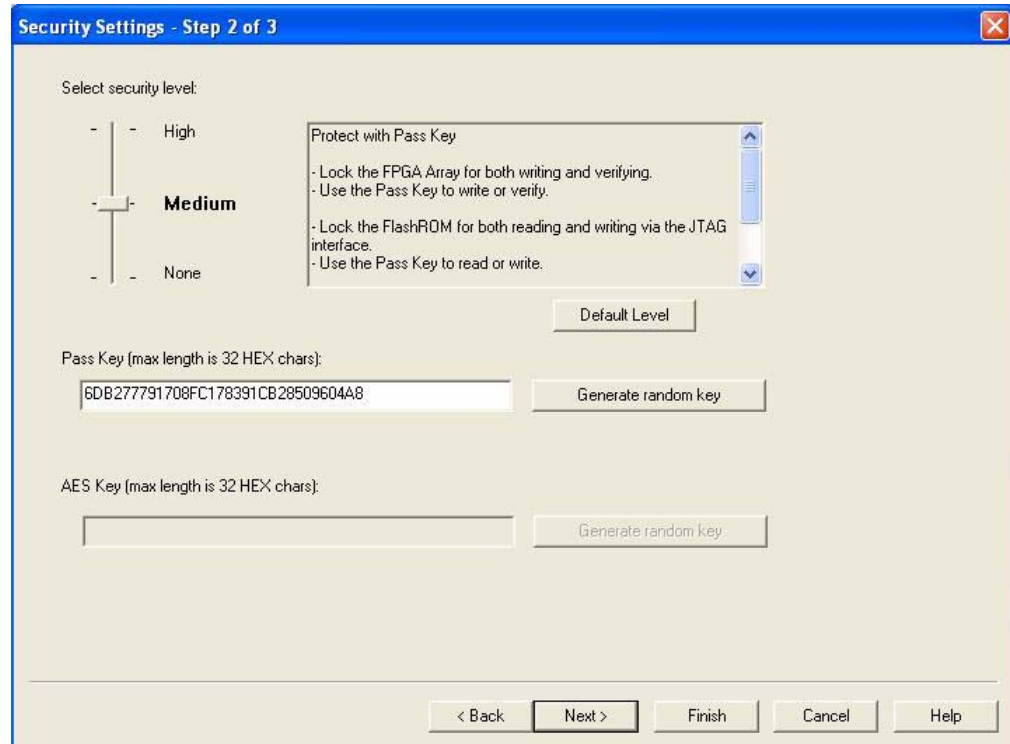 Security Settings - Step 2 of 3
Select security level:
High
Medium
None
Protect with Pass Key
- Lock the FPGA Array for both writing and verifying.
- Use the Pass Key to write or verify.
- Lock the FlashROM for both reading and writing via the JTAG
interface.
- Use the Pass Key to read or write.
Default Level
Pass Key (max length is 32 HEX chars):
6DB277791708FC178391CB28509604A8
Generate random key
AES Key (max length is 32 HEX chars):
Generate random key
< Back
Next >
Finish
Cancel
Help